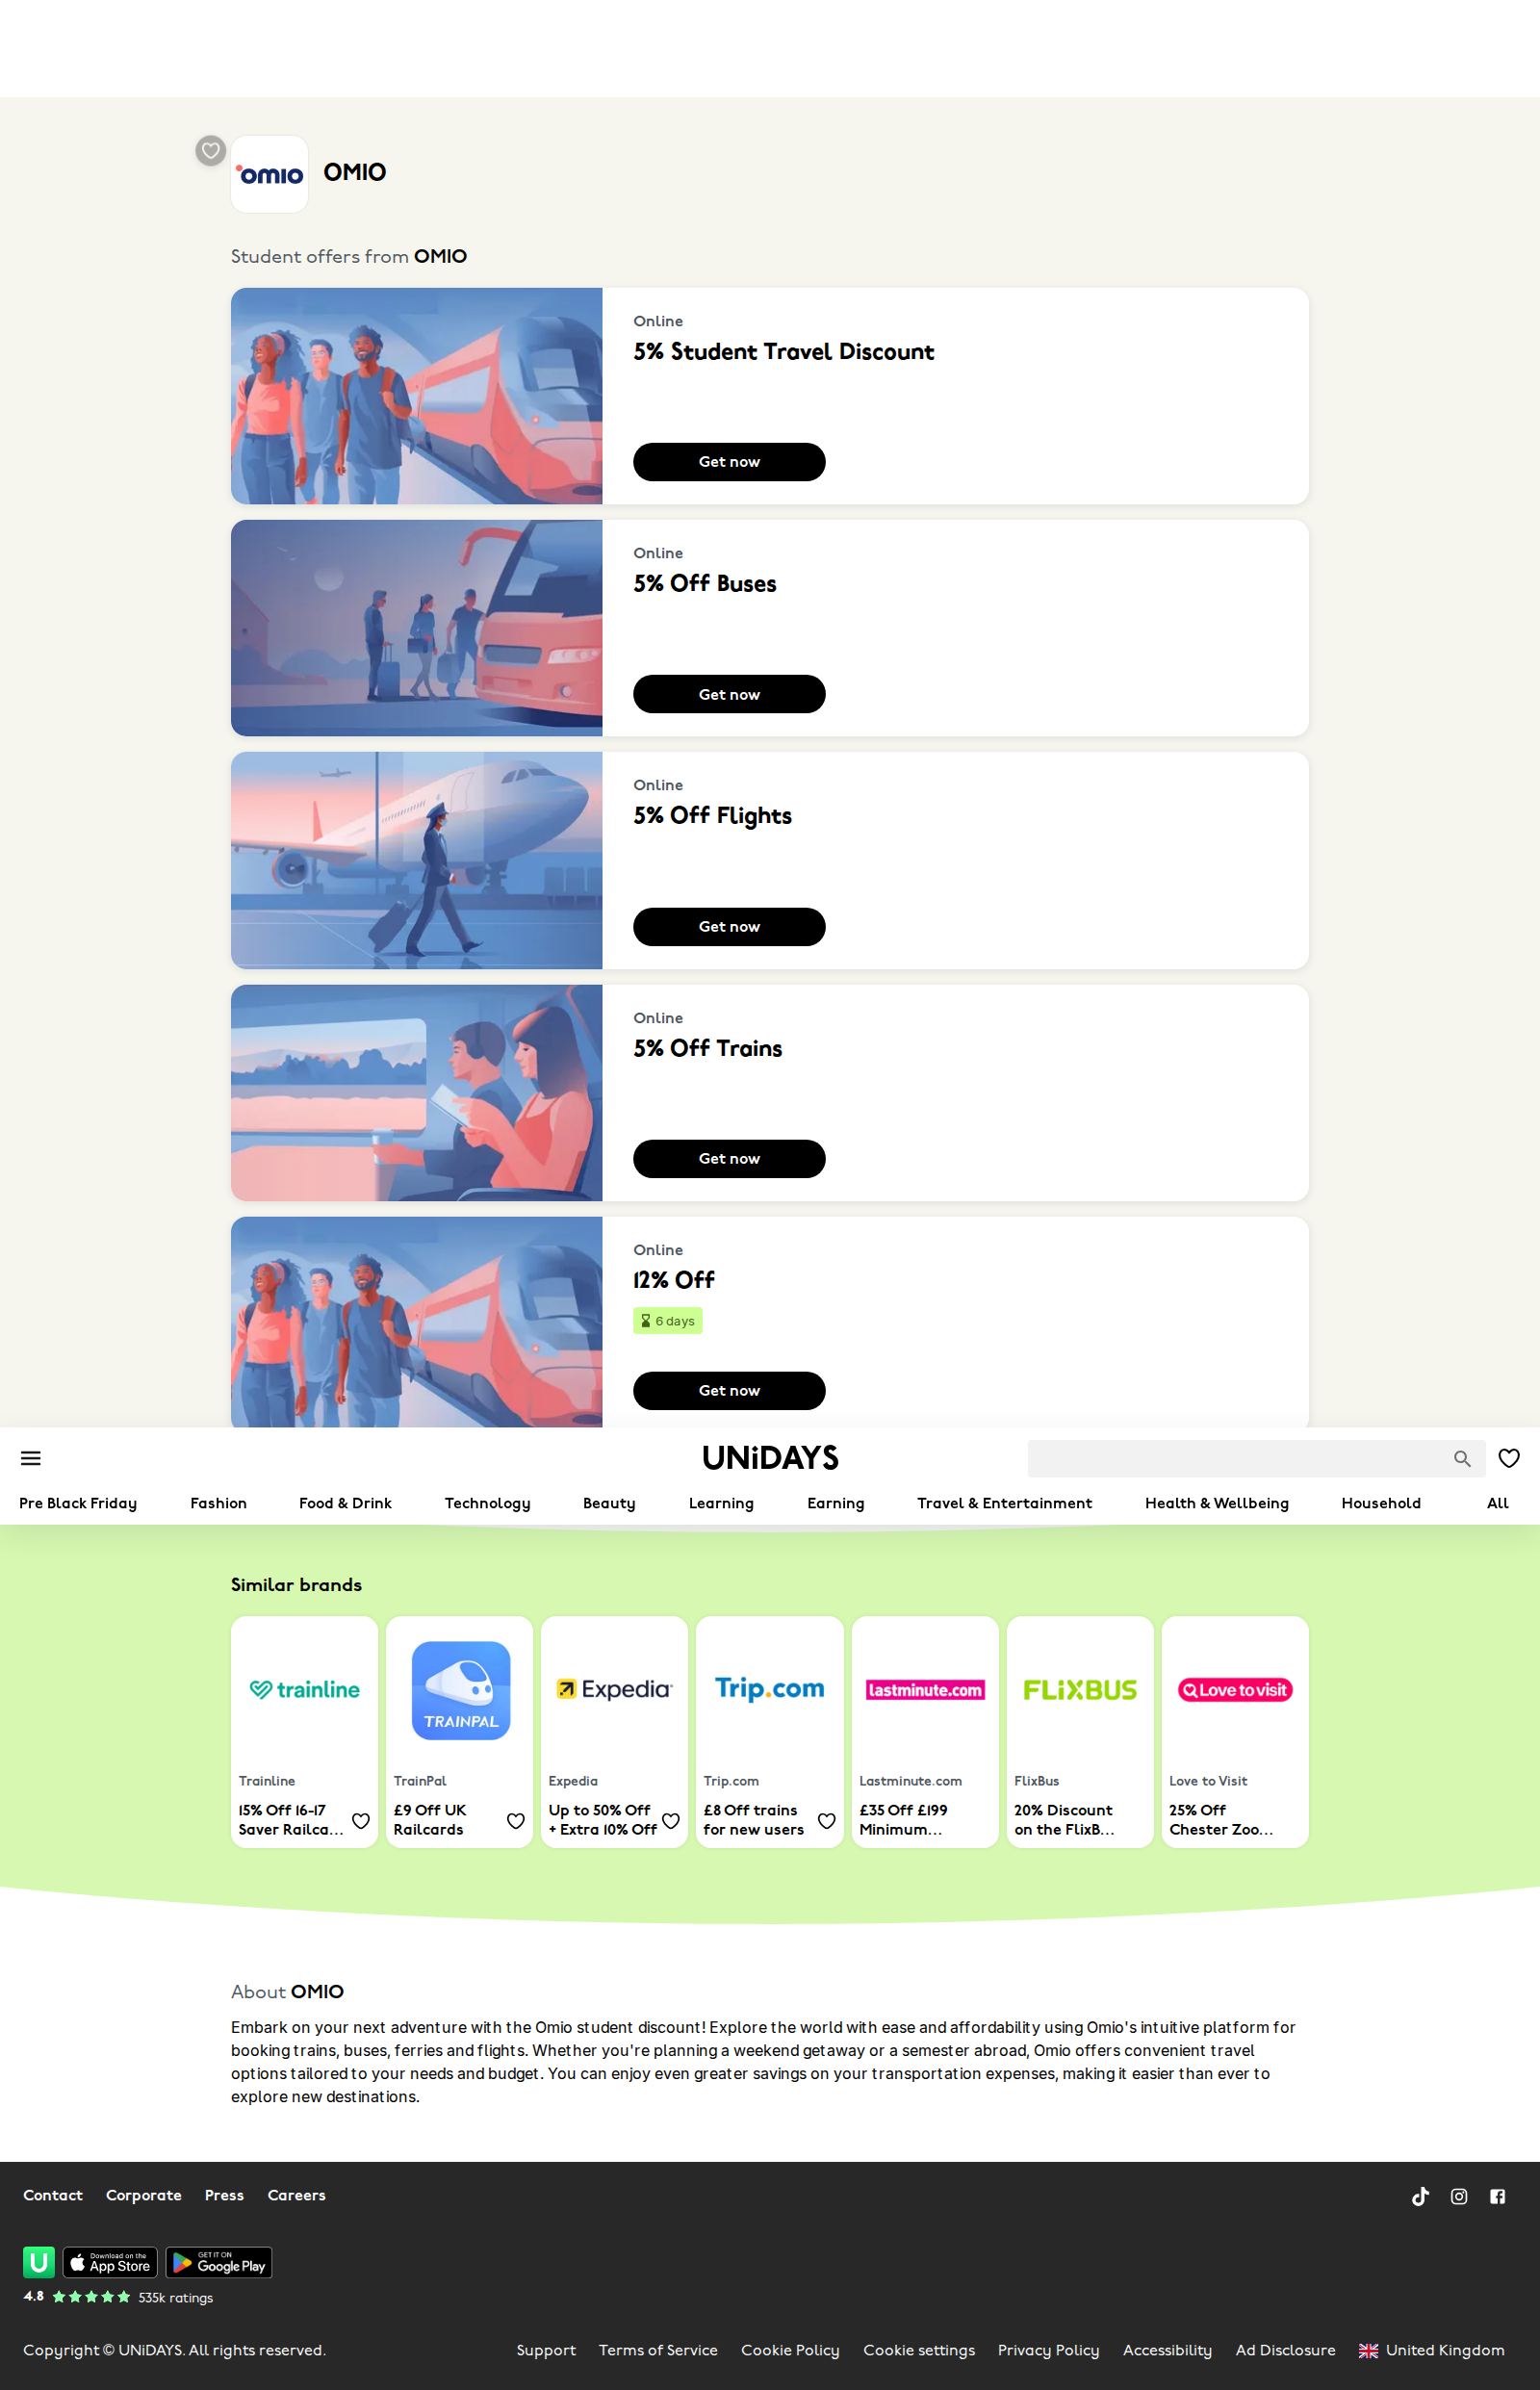 omio
OMIO
Student offers from OMIO
Online
5% Student Travel Discount
Get now
Online
5% Off Buses
Get now
Online
5% Off Flights
Get now
Online
5% Off Trains
Get now
Online
12% Off
6 days
Get now
UNiDAYS
Pre Black Friday
Fashion
Food & Drink
Technology
Beauty
Learning
Earning
Travel & Entertainment
Health & Wellbeing
Household
All
Similar brands
trainline
Trainline
15% Off 16-17
Saver Railca...
TRAINPAL
TrainPal
£9 Off UK
Railcards
Expedia
Expedia
Up to 50% Off
+ Extra 10% Off
Trip.com
Trip.com
£8 Off trains
for new users
lastminute.com
Lastminute.com
£35 Off £199
Minimum...
FLiXBUS
FlixBus
20% Discount
on the FlixB...
Love to visit
Love to Visit
25% Off
Chester Zoo...
About OMIO
Embark on your next adventure with the Omio student discount! Explore the world with ease and affordability using Omio's intuitive platform for
booking trains, buses, ferries and flights. Whether you're planning a weekend getaway or a semester abroad, Omio offers convenient travel
options tailored to your needs and budget. You can enjoy even greater savings on your transportation expenses, making it easier than ever to
explore new destinations.
Contact
Corporate
Press
Careers
U
Download on the
App Store
GET IT ON
Google Play
4.8
535k ratings
Copyright © UNiDAYS. All rights reserved.
Support
Terms of Service
Cookie Policy
Cookie settings
Privacy Policy
Accessibility
Ad Disclosure
United Kingdom